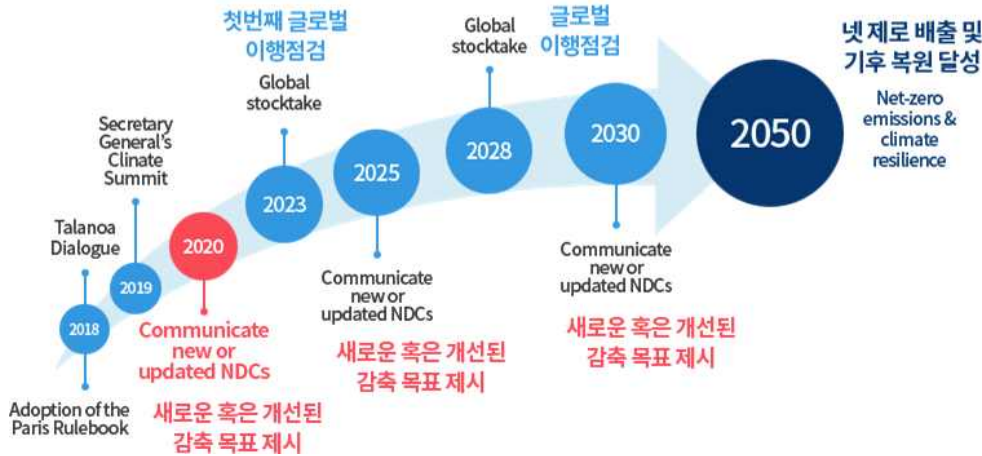 첫번째 글로벌
이행점검
Global
stocktake
글로벌
이행점검
Global
stocktake
넷 제로 배출 및
기후 복원 달성
Net-zero
emissions &
climate
resilience
Secretary
General's
Clinate
Summit
Talanoa
Dialogue
2018
2019
2020
2023
2025
2028
2030
2050
Adoption of the
Paris Rulebook
Communicate
new or
updated NDCs
새로운 혹은 개선된
감축 목표 제시
Communicate
new or
updated NDCs
새로운 혹은 개선된
감축 목표 제시
Communicate
new or
updated NDCs
새로운 혹은 개선된
감축 목표 제시